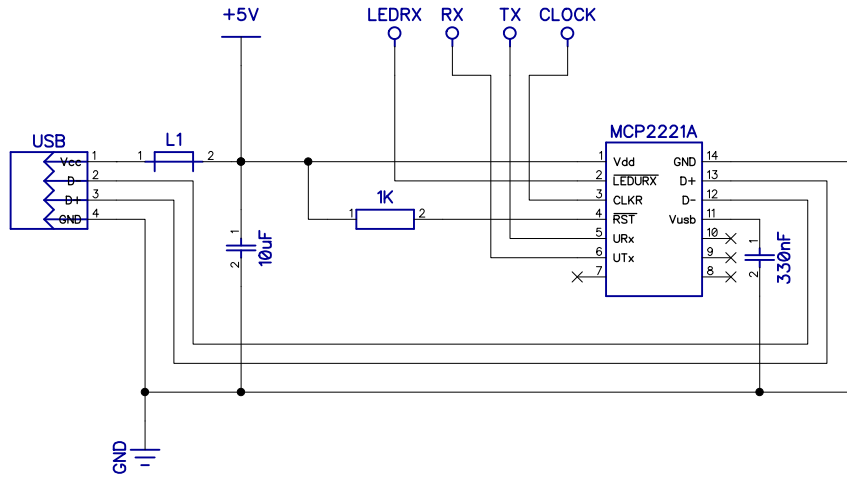 +5V
LEDRX RX TX CLOCK
USB
L1
MCP2221A
1 Vcc
2 D-
3 D+
4 GND
1 2
1K
1 2
1 Vdd
2 LEDURX
3 CLKR
4 RST
5 URx
6 UTx
7
GND 14
D+ 13
D- 12
Vusb 11
10
9
8
1
10uF
2
1
330nF
2
GND